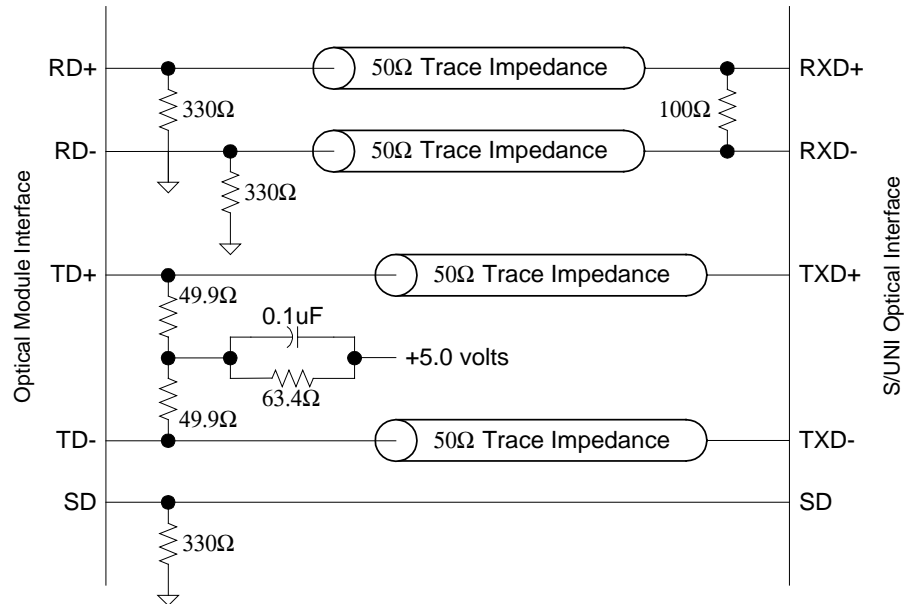 RD+
50Ω Trace Impedance
RXD+
330Ω
100Ω
RD-
50Ω Trace Impedance
RXD-
330Ω
Optical Module Interface
S/UNI Optical Interface
TD+
50Ω Trace Impedance
TXD+
49.9Ω
0.1uF
+5.0 volts
63.4Ω
49.9Ω
TD-
50Ω Trace Impedance
TXD-
SD
SD
330Ω